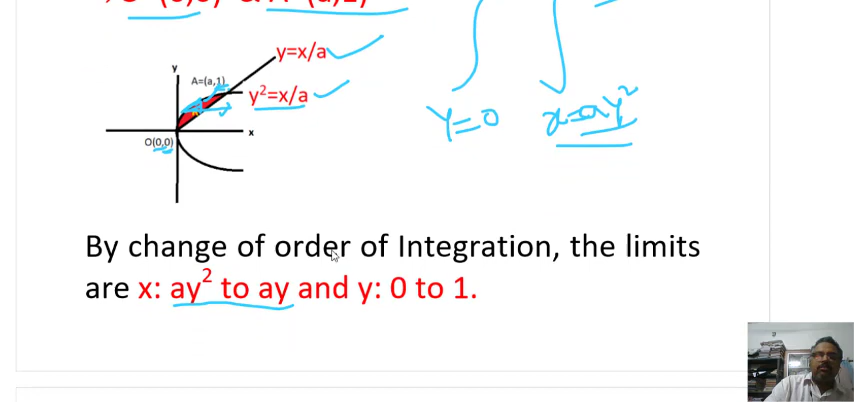 y=x/a
y
A=(a,1)
y²=x/a
x
O(0,0)
Y=0 x=ay²
By change of order of Integration, the limits
are x: ay² to ay and y: 0 to 1.